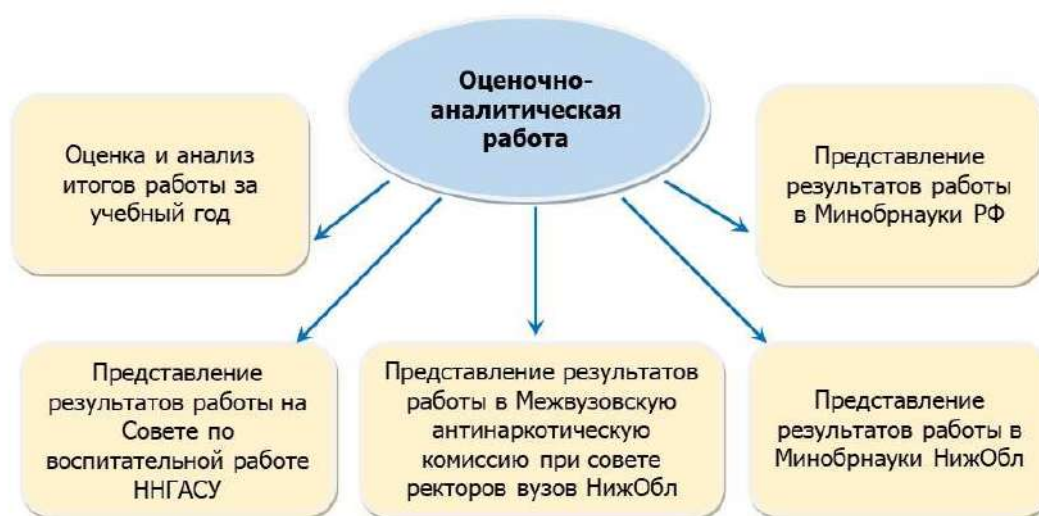 Оценочно-
аналитическая
работа
Оценка и анализ
итогов работы за
учебный год
Представление
результатов работы
в Минобрнауки РФ
Представление
результатов работы на
Совете по
воспитательной работе
ННГАСУ
Представление результатов
работы в Межвузовскую
антинаркотическую
комиссию при совете
ректоров вузов НижОбл
Представление
результатов работы в
Минобрнауки НижОбл